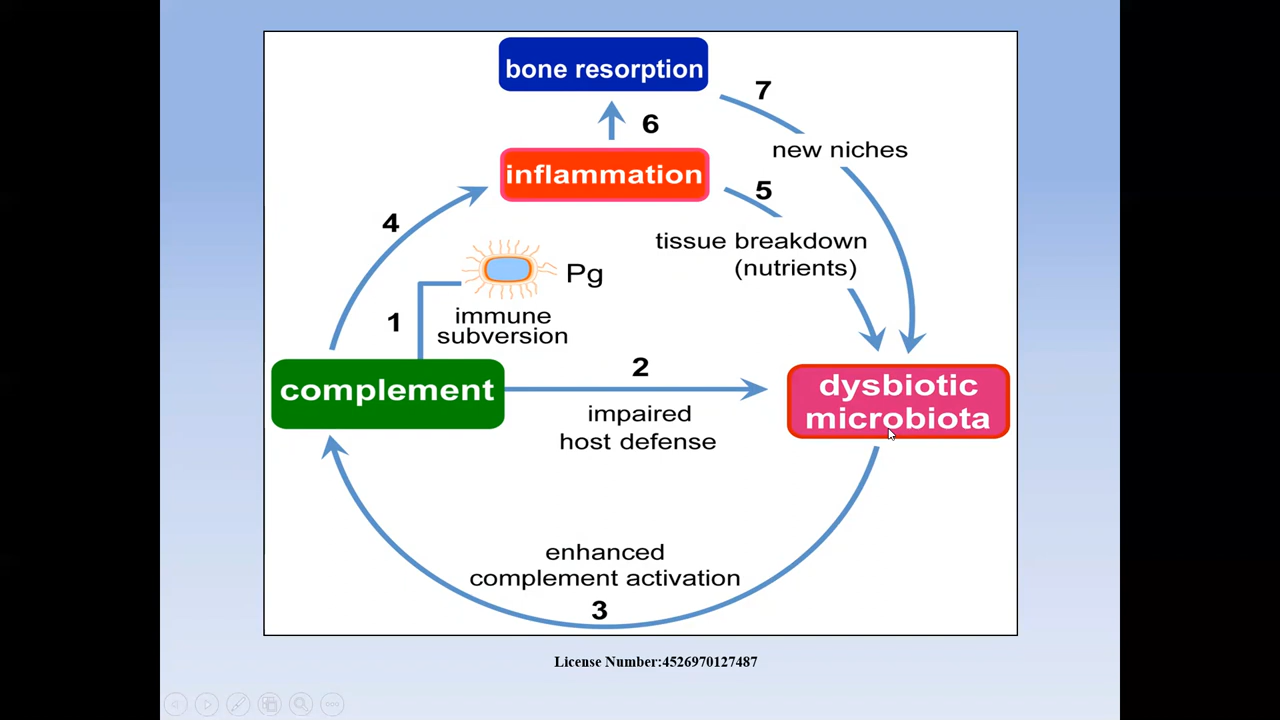 bone resorption
7
6
new niches
inflammation
5
4
tissue breakdown
(nutrients)
Pg
1
immune
subversion
2
complement
dysbiotic
microbiota
impaired
host defense
enhanced
complement activation
3
License Number:4526970127487